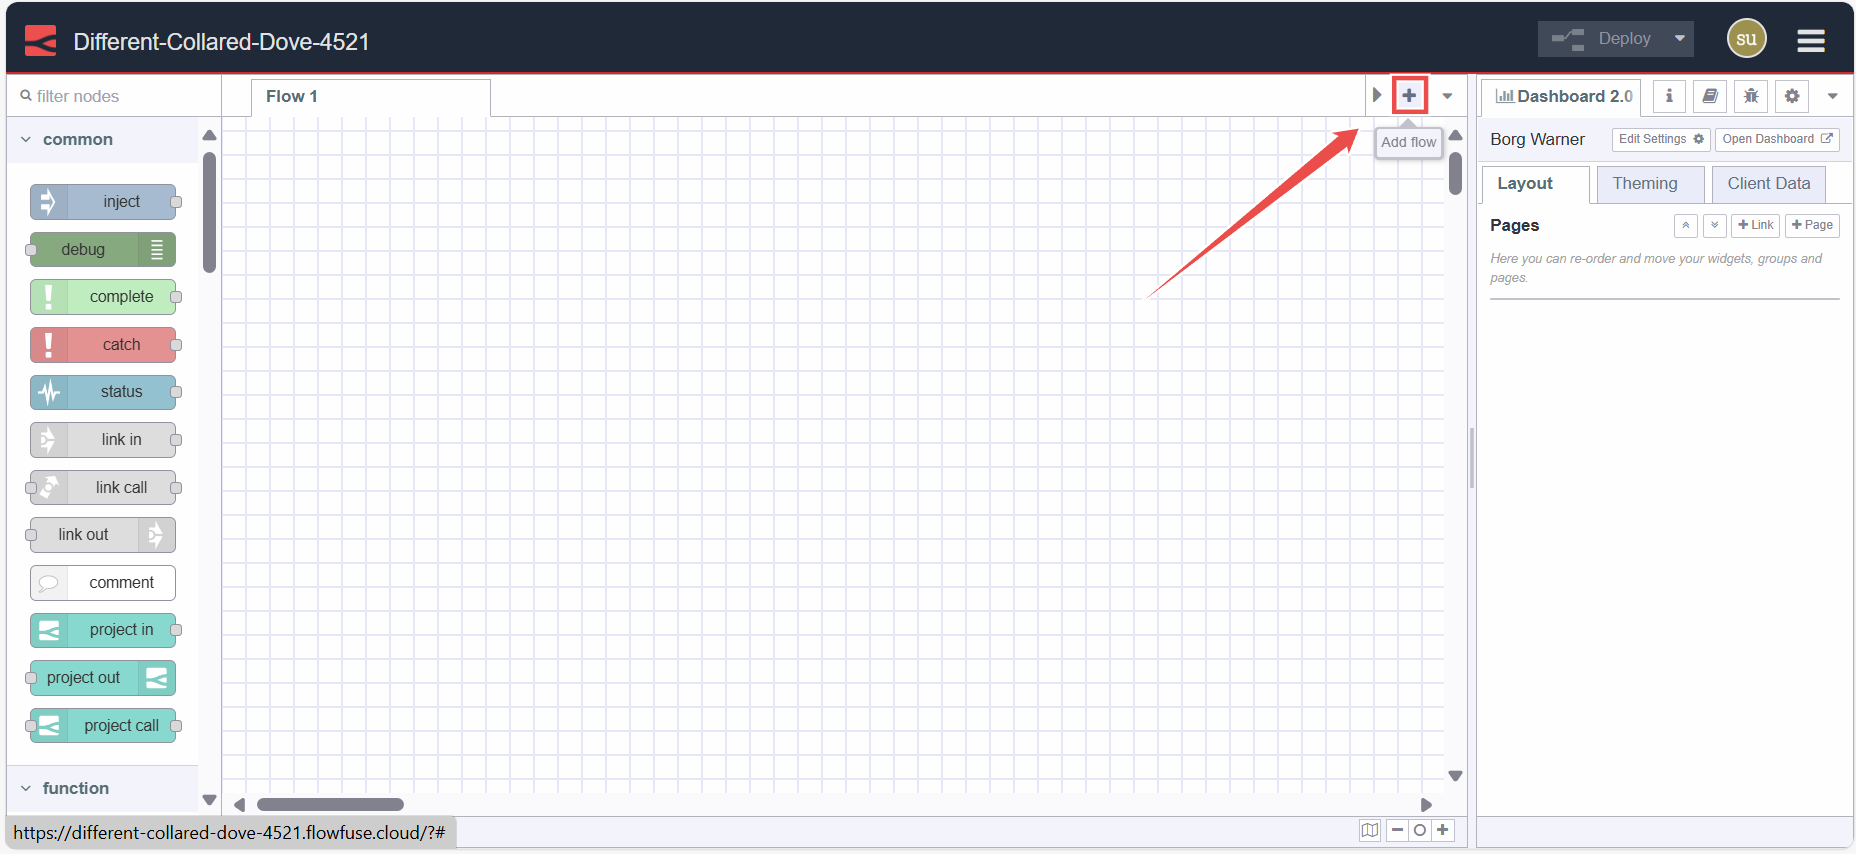 Different-Collared-Dove-4521
Deploy
su
filter nodes
Flow 1
Add flow
Dashboard 2.0
common
inject
debug
complete
catch
status
link in
link call
link out
comment
project in
project out
project call
function
Borg Warner
Edit Settings
Open Dashboard
Layout
Theming
Client Data
Pages
Link
Page
Here you can re-order and move your widgets, groups and
pages.
https://different-collared-dove-4521.flowfuse.cloud/?#